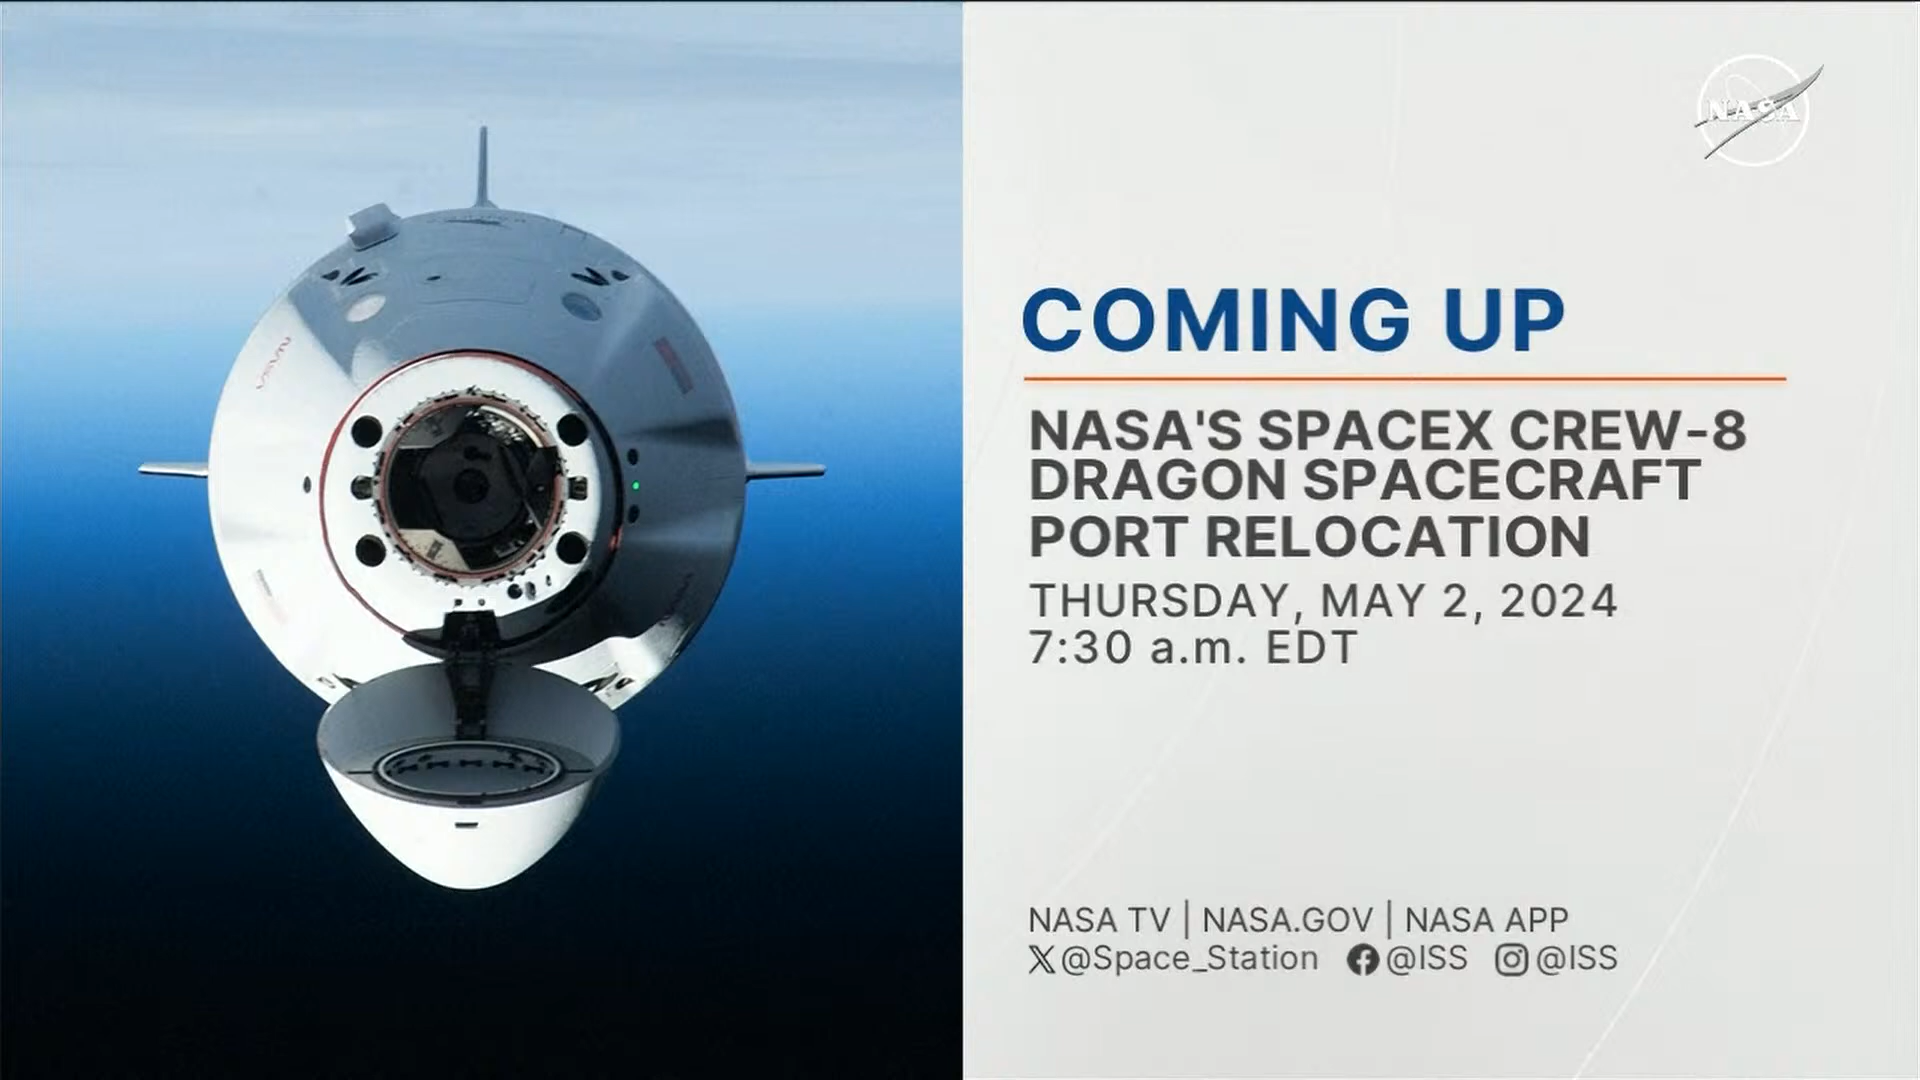 NASA
COMING UP
NASA'S SPACEX CREW-8
DRAGON SPACECRAFT
PORT RELOCATION
THURSDAY, MAY 2, 2024
7:30 a.m. EDT
NASA TV | NASA.GOV | NASA APP
X @Space_Station @ISS @ISS
NASA